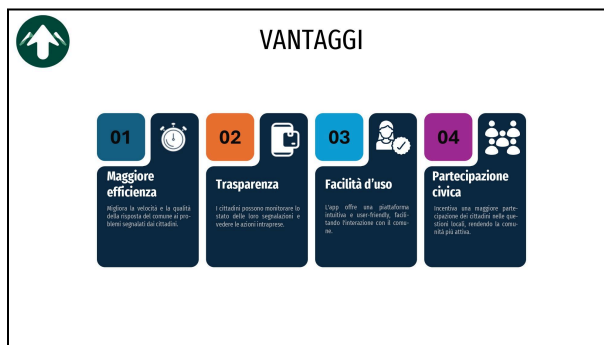 VANTAGGI
01
Maggiore
efficienza
Migliora la velocità e la qualità
della risposta del comune ai pro-
blemi segnalati dai cittadini.
02
Trasparenza
I cittadini possono monitorare lo
stato delle loro segnalazioni e
vedere le azioni intraprese.
03
Facilità d'uso
L'app offre una piattaforma
intuitiva e user-friendly, facili-
tando l'interazione con il comu-
ne.
04
Partecipazione
civica
Incentiva una maggiore parte-
cipazione dei cittadini nelle que-
stioni locali, rendendo la comu-
nità più attiva.